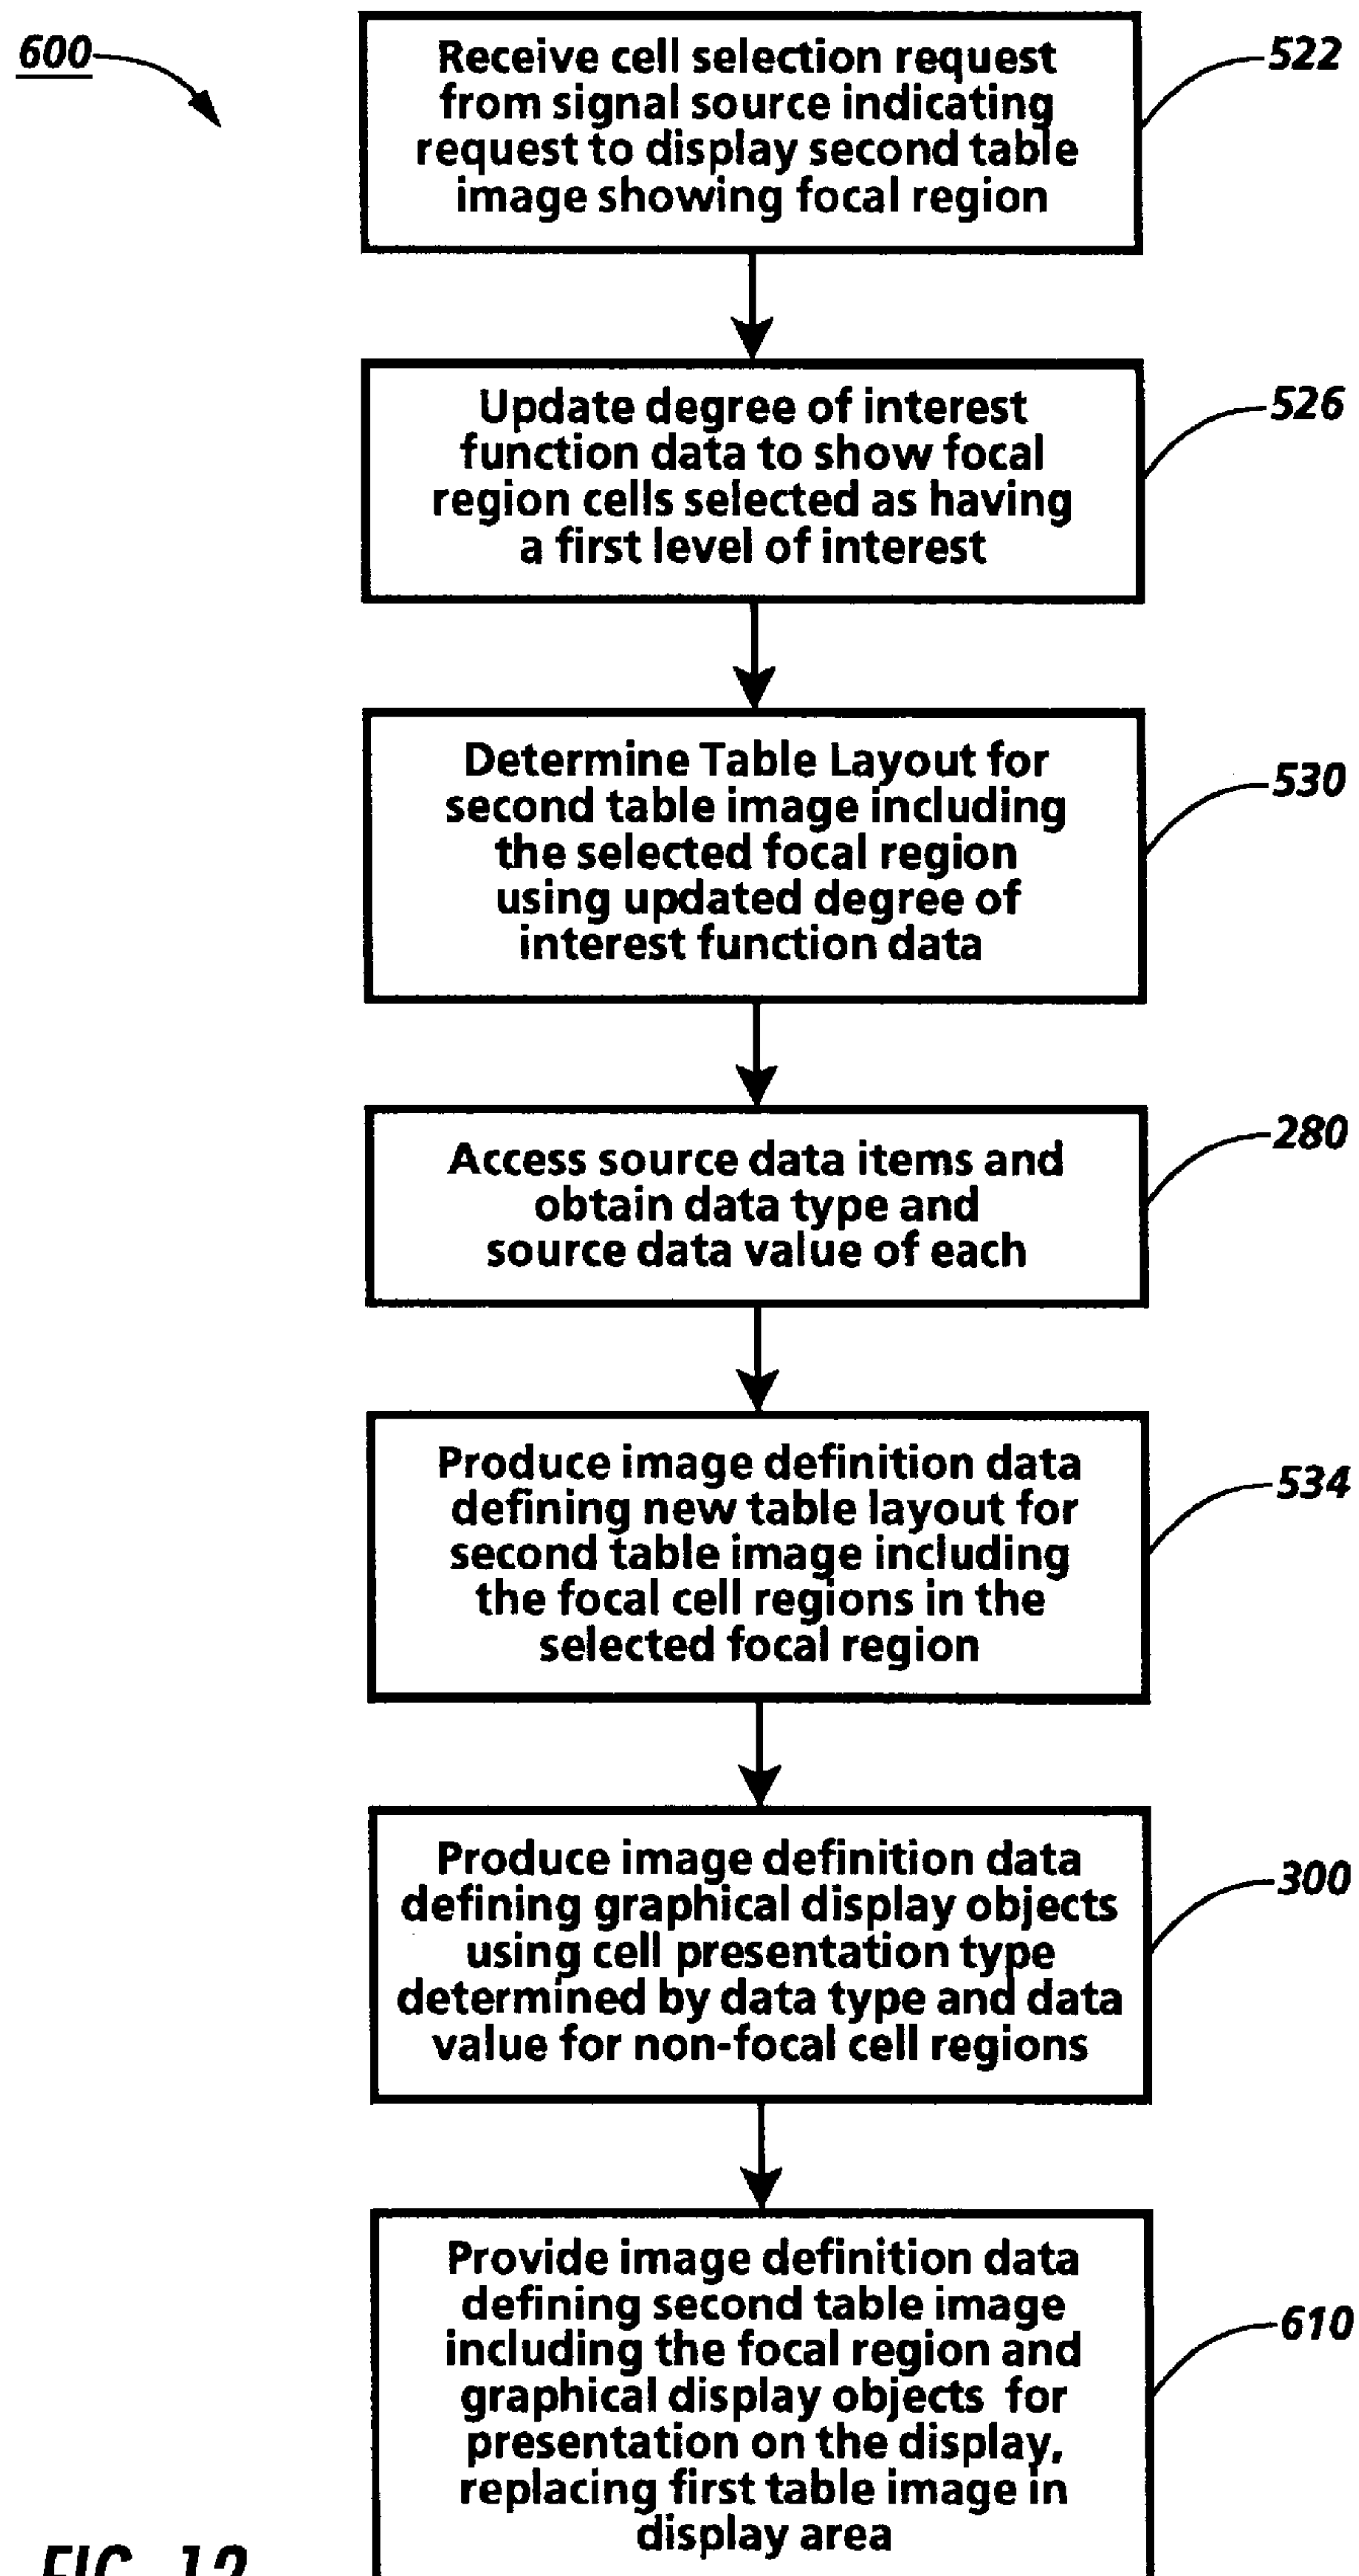 600
Receive cell selection request
from signal source indicating
request to display second table
image showing focal region
522
Update degree of interest
function data to show focal
region cells selected as having
a first level of interest
526
Determine Table Layout for
second table image including
the selected focal region
using updated degree of
interest function data
530
Access source data items and
obtain data type and
source data value of each
280
Produce image definition data
defining new table layout for
second table image including
the focal cell regions in the
selected focal region
534
Produce image definition data
defining graphical display objects
using cell presentation type
determined by data type and data
value for non-focal cell regions
300
Provide image definition data
defining second table image
including the focal region and
graphical display objects for
presentation on the display,
replacing first table image in
display area
610
FIG. 12